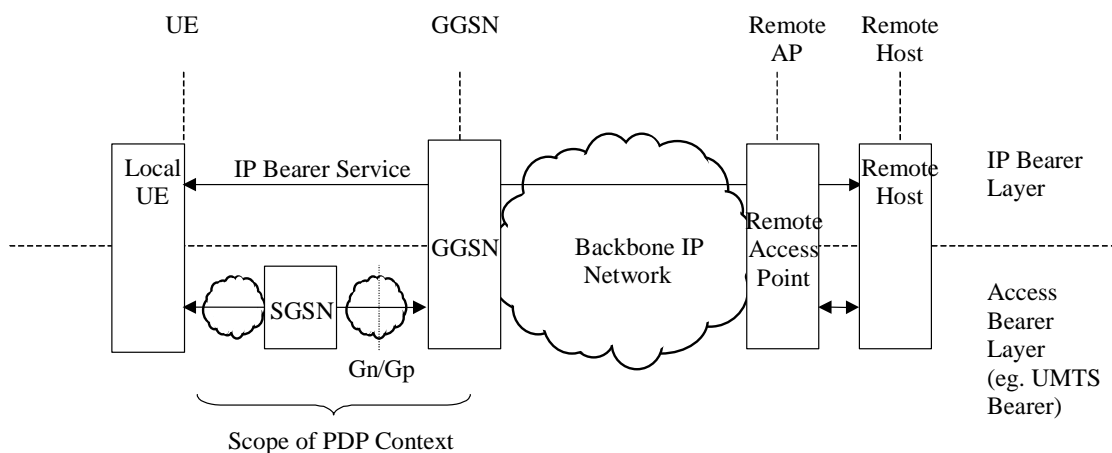 UE
GGSN
Remote
AP
Remote
Host
Local
UE
IP Bearer Service
Remote
Host
IP Bearer
Layer
GGSN
Backbone IP
Network
Remote
Access
Point
SGSN
Gn/Gp
Access
Bearer
Layer
(eg. UMTS
Bearer)
Scope of PDP Context